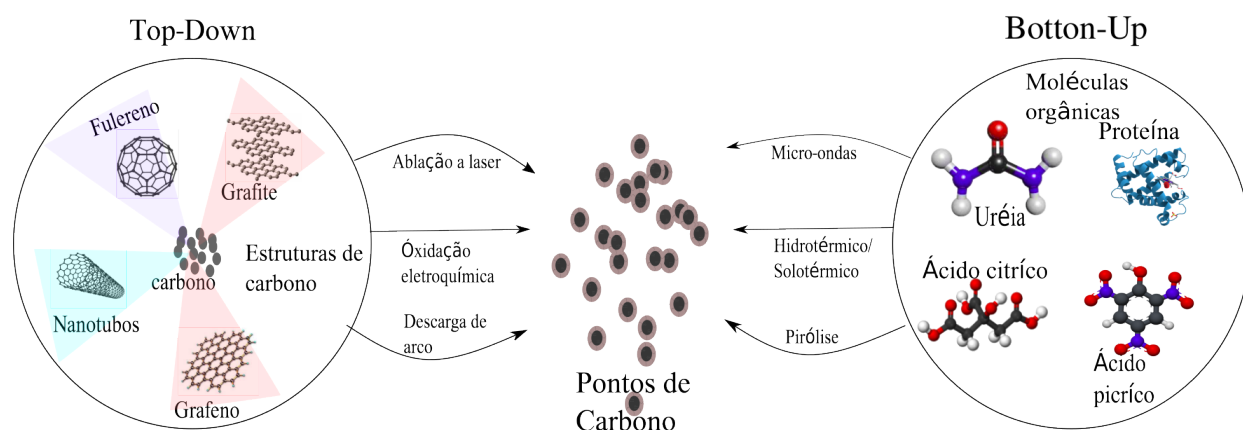 Top-Down
Fulereno
Grafite
Estruturas de
carbono
carbono
Nanotubos
Grafeno
Ablação a laser
Óxidação
eletroquímica
Descarga de
arco
Pontos de
Carbono
Micro-ondas
Hidrotérmico/
Solotérmico
Pirólise
Botton-Up
Moléculas
orgânicas
Proteína
Uréia
Ácido citríco
Ácido
picríco